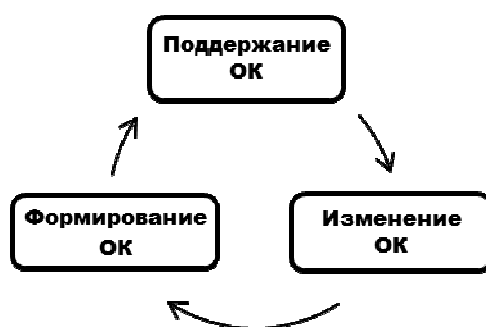 Поддержание
ОК
Формирование
ОК
Изменение
ОК